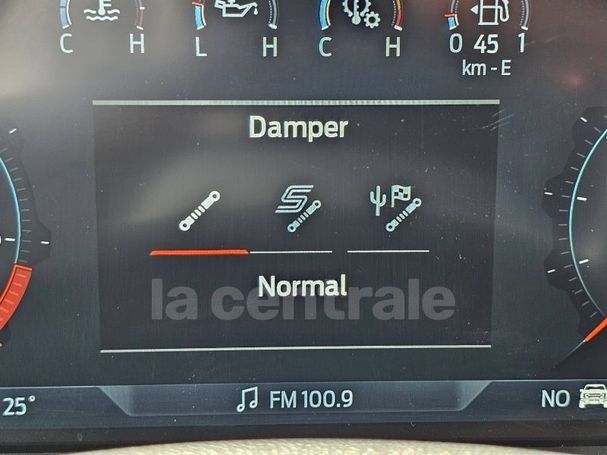 C H L H C H 0 45 1
km - E
Damper
S
Normal
la centrale
25° FM 100.9 NO